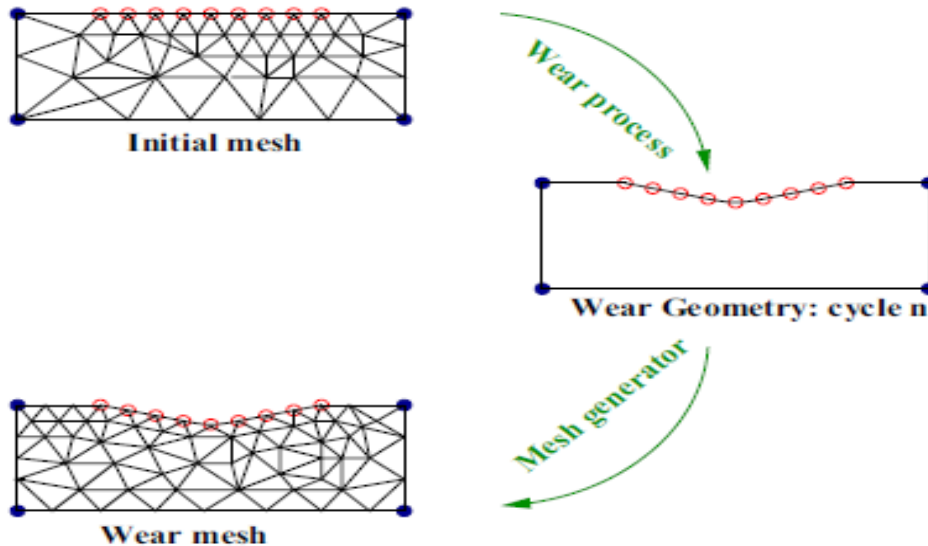 Initial mesh
Wear process
Wear Geometry: cycle n
Mesh generator
Wear mesh